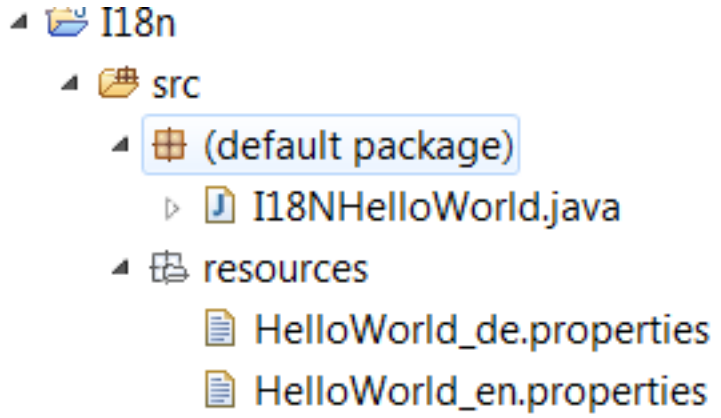 I18n
src
(default package)
I18NHelloWorld.java
resources
HelloWorld_de.properties
HelloWorld_en.properties